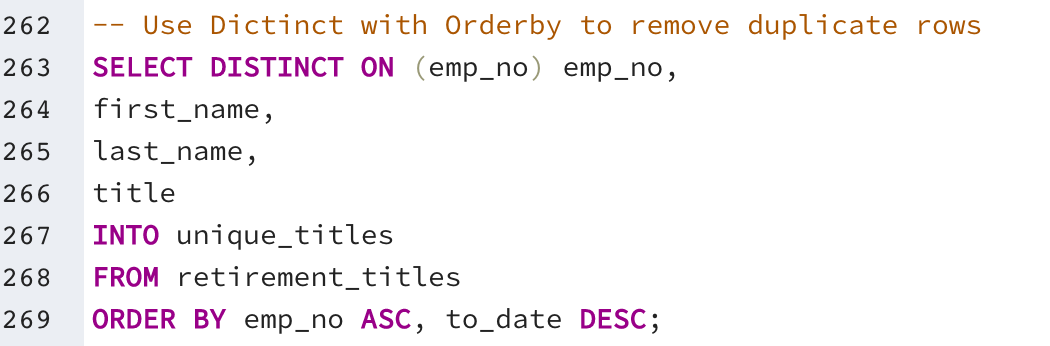 262 -- Use Dictinct with Orderby to remove duplicate rows
263 SELECT DISTINCT ON (emp_no) emp_no,
264 first_name,
265 last_name,
266 title
267 INTO unique_titles
268 FROM retirement_titles
269 ORDER BY emp_no ASC, to_date DESC;